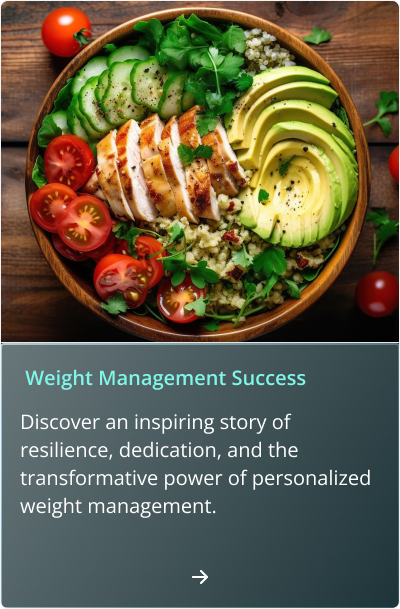 Weight Management Success
Discover an inspiring story of
resilience, dedication, and the
transformative power of personalized
weight management.